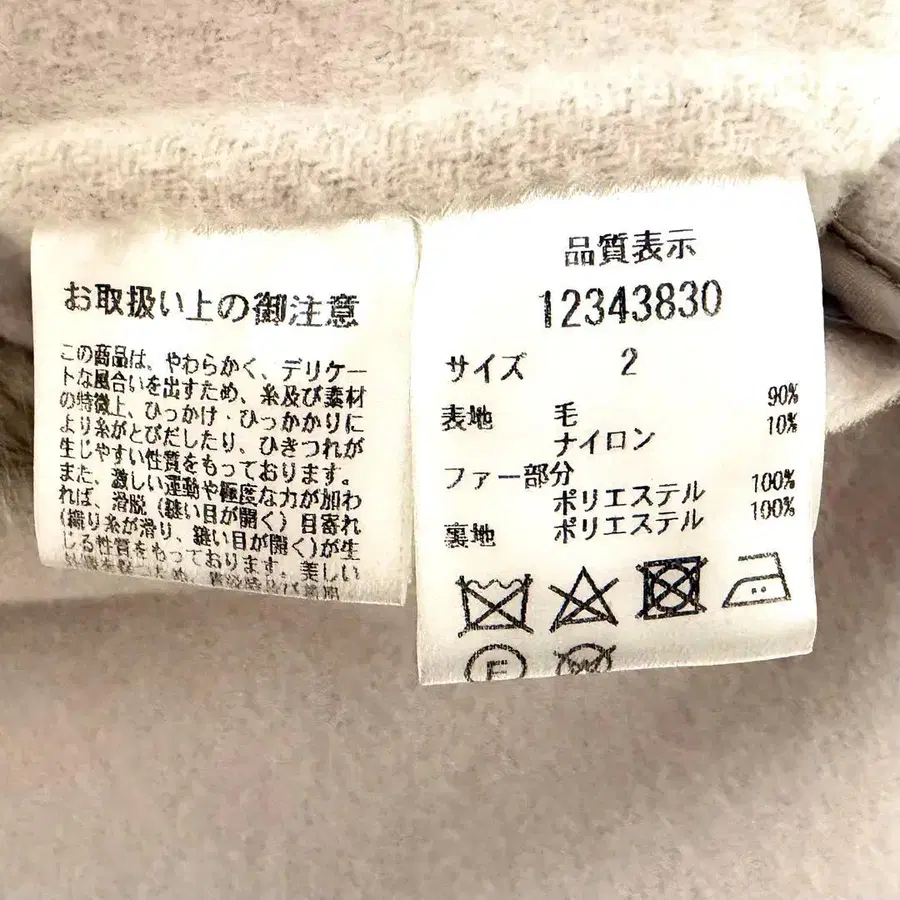 お取扱い上の御注意
この商品は、やわらかく、デリケー
トな風合いを出すため、糸及び素材
の特徴上、ひっかけ・ひっかかりに
より糸がとびだしたり、ひきつれが
生じやすい性質をもっております。
また、激しい運動や極度な力が加わ
れば、滑脱(縫い目が開く)目寄れ
(織り糸が滑り、縫い目が開く)が生
じる性質をもっております。美しい
品質表示
12343830
サイズ 2
表地 毛 90%
ナイロン 10%
ファー部分
ポリエステル 100%
裏地 ポリエステル 100%
F
W